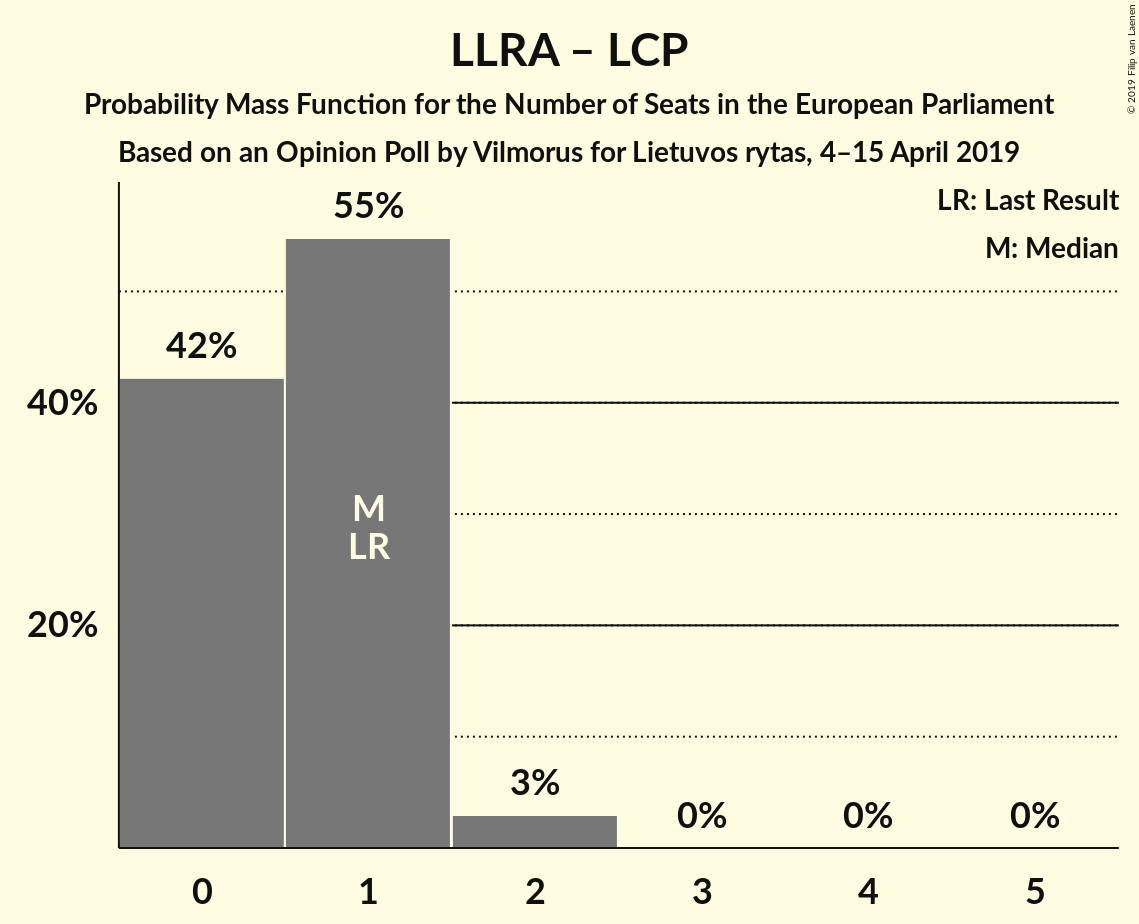 LLRA – LCP
Probability Mass Function for the Number of Seats in the European Parliament
Based on an Opinion Poll by Vilmorus for Lietuvos rytas, 4–15 April 2019
© 2019 Filip van Laenen
LR: Last Result
M: Median
55%
42%
40%
M
LR
20%
3%
0% 0% 0%
0 1 2 3 4 5